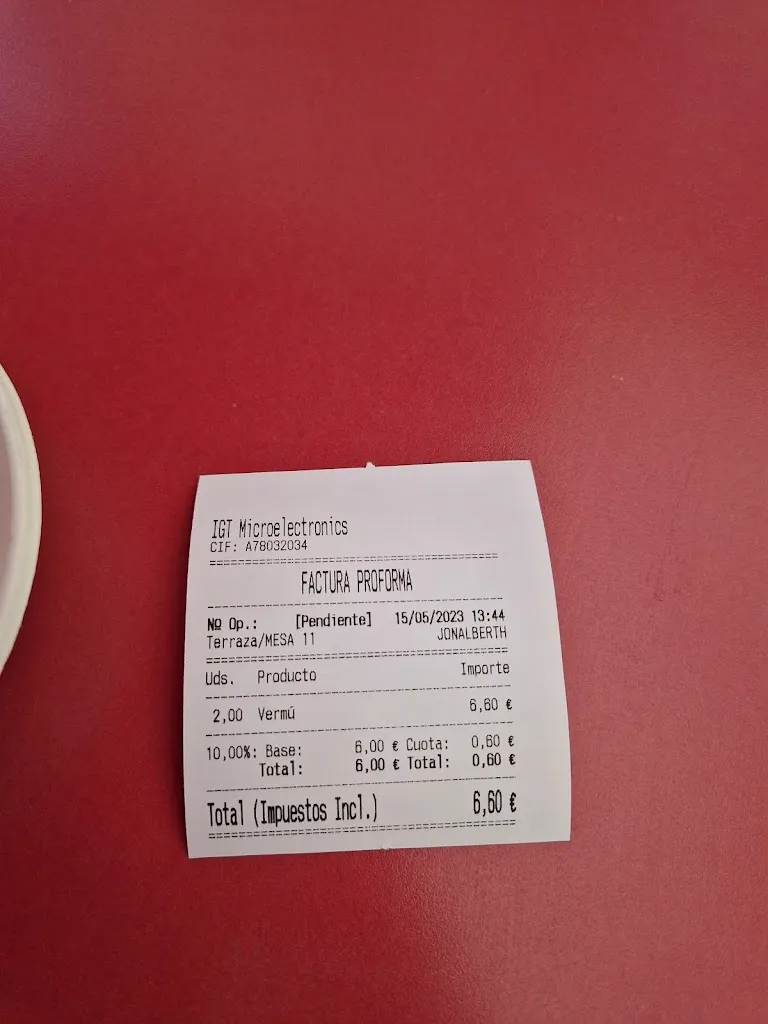 IGT Microelectronics
CIF: A78032034
FACTURA PROFORMA
Nº Op.: [Pendiente] 15/05/2023 13:44
Terraza/MESA 11 JONALBERTH
Uds. Producto Importe
2,00 Vermú 6,60 €
10,00%: Base: 6,00 € Cuota: 0,60 €
Total: 6,00 € Total: 0,60 €
Total (Impuestos Incl.) 6,60 €